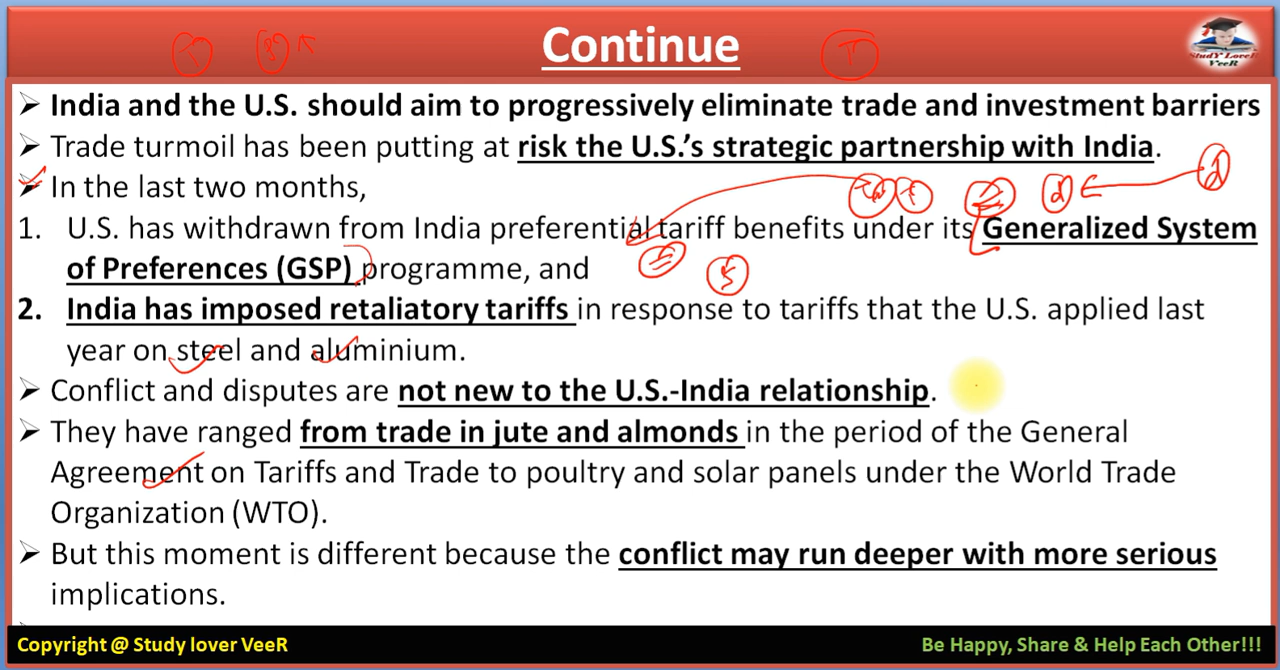 Continue
StudY LoveR
VeeR
➢ India and the U.S. should aim to progressively eliminate trade and investment barriers
➢ Trade turmoil has been putting at risk the U.S.'s strategic partnership with India.
➢ In the last two months,
1. U.S. has withdrawn from India preferential tariff benefits under its Generalized System
of Preferences (GSP) programme, and
2. India has imposed retaliatory tariffs in response to tariffs that the U.S. applied last
year on steel and aluminium.
➢ Conflict and disputes are not new to the U.S.-India relationship.
➢ They have ranged from trade in jute and almonds in the period of the General
Agreement on Tariffs and Trade to poultry and solar panels under the World Trade
Organization (WTO).
➢ But this moment is different because the conflict may run deeper with more serious
implications.
Copyright @ Study lover VeeR
Be Happy, Share & Help Each Other!!!